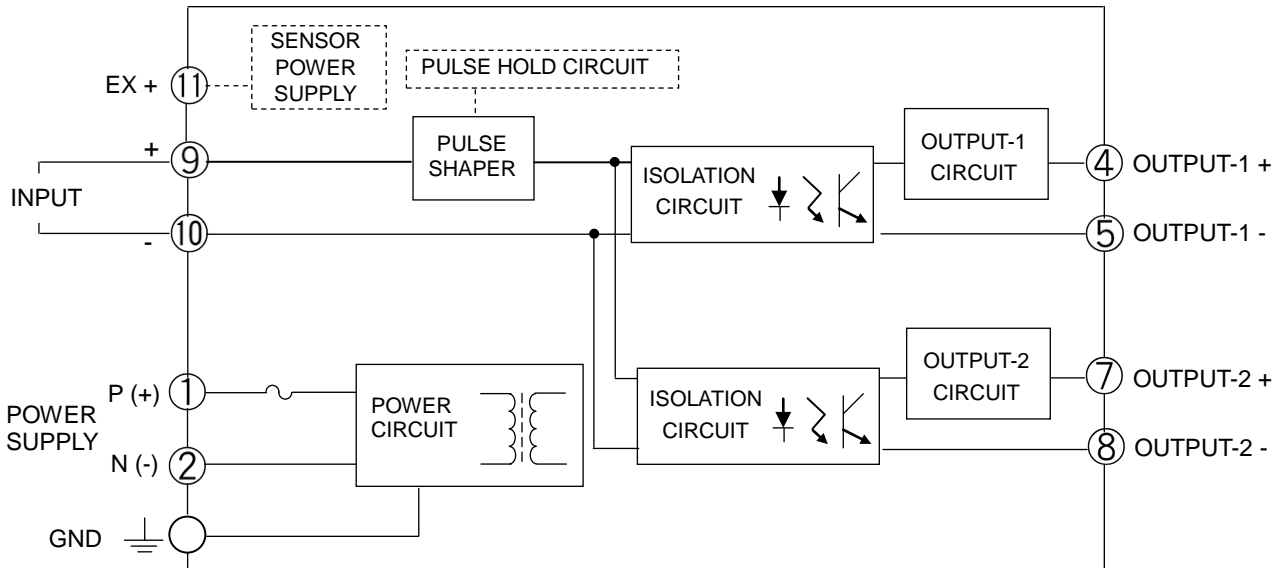 SENSOR
POWER
SUPPLY
PULSE HOLD CIRCUIT
EX +
11
+
9
PULSE
SHAPER
OUTPUT-1
CIRCUIT
4
OUTPUT-1 +
INPUT
ISOLATION
CIRCUIT
-
10
5
OUTPUT-1 -
P (+)
1
POWER
SUPPLY
N (-)
2
POWER
CIRCUIT
ISOLATION
CIRCUIT
OUTPUT-2
CIRCUIT
7
OUTPUT-2 +
8
OUTPUT-2 -
GND